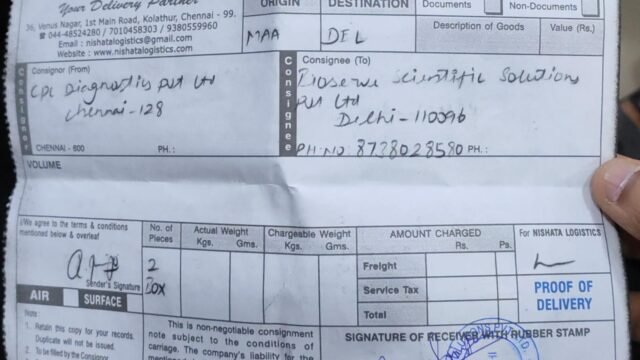 Your Delivery Partner
36, Venus Nagar, 1st Main Road, Kolathur, Chennai - 99.
☎ 044-48524280 / 7010458303 / 9380559960
Email : nishatalogistics@gmail.com
Website : www.nishatalogistics.com
ORIGIN
MAA
DESTINATION
DEL
Documents
Non-Documents
Description of Goods
Value (Rs.)
Consignor
Consignor (From)
CPC Diagnostics Pvt Ltd
Chennai-128
CHENNAI - 600 PH. :
Consignee
Consignee (To)
Bioserve Scientific Solutions
Pvt Ltd
Delhi - 110096
PH NO 8738028580 PH. :
VOLUME
I/We agree to the terms & conditions
mentioned below & overleaf
Sender's Signature
AIR SURFACE
No. of
Pieces
2
BOX
Actual Weight
Kgs. Gms.
Chargeable Weight
Kgs. Gms.
AMOUNT CHARGED
Rs. Ps.
Freight
Service Tax
Total
For NISHATA LOGISTICS
PROOF OF
DELIVERY
Note :
1. Retain this copy for your records.
Duplicate will not be issued.
2. To be filled by the Consignor
This is non-negotiable consignment
note subject to the conditions of
carriage. The company's liability for the
SIGNATURE OF RECEIVER WITH RUBBER STAMP